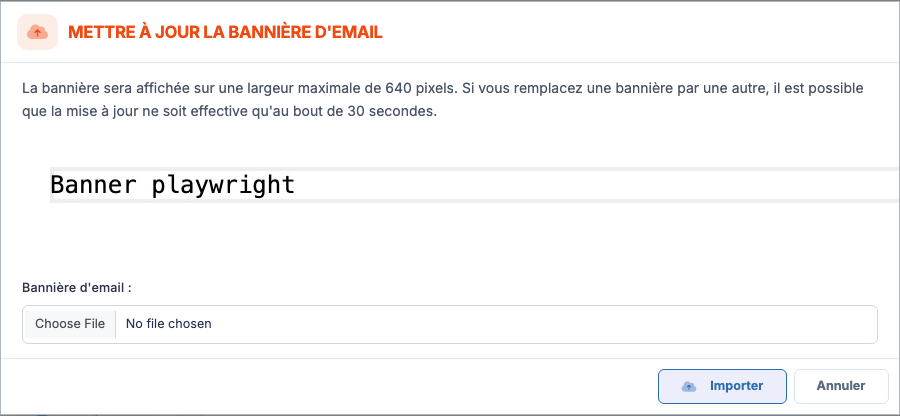 METTRE À JOUR LA BANNIÈRE D'EMAIL
La bannière sera affichée sur une largeur maximale de 640 pixels. Si vous remplacez une bannière par une autre, il est possible
que la mise à jour ne soit effective qu'au bout de 30 secondes.
Banner playwright
Bannière d'email :
Choose File No file chosen
Importer Annuler